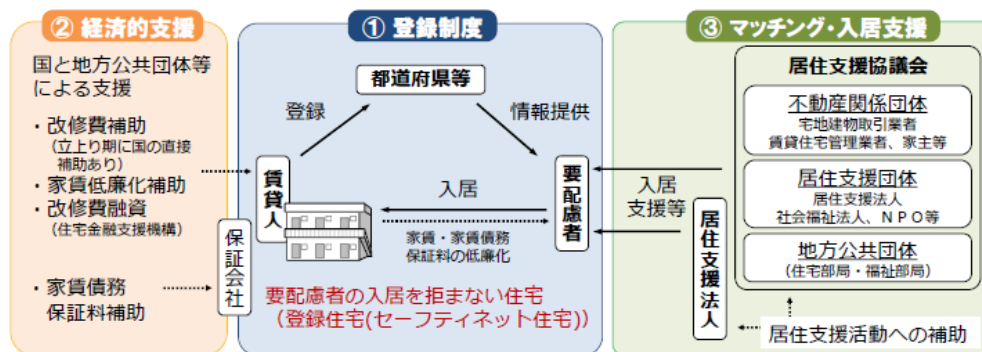 ② 経済的支援
国と地方公共団体等
による支援
・改修費補助
(立上り期に国の直接
補助あり)
・家賃低廉化補助
・改修費融資
(住宅金融支援機構)
・家賃債務
保証料補助
保証会社
① 登録制度
都道府県等
登録
情報提供
賃貸人
入居
要配慮者
家賃・家賃債務
保証料の低廉化
要配慮者の入居を拒まない住宅
（登録住宅(セーフティネット住宅)）
③ マッチング・入居支援
居住支援協議会
不動産関係団体
宅地建物取引業者
賃貸住宅管理業者、家主等
居住支援団体
居住支援法人
社会福祉法人、ＮＰＯ等
地方公共団体
(住宅部局・福祉部局)
入居
支援等
居住支援法人
居住支援活動への補助